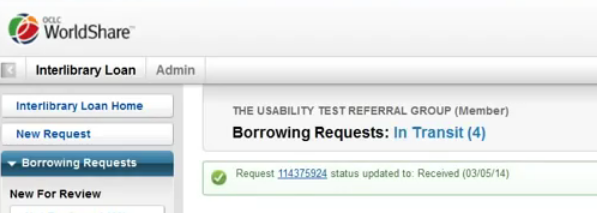 OCLC
WorldShare™
Interlibrary Loan Admin
Interlibrary Loan Home
New Request
Borrowing Requests
New For Review
THE USABILITY TEST REFERRAL GROUP (Member)
Borrowing Requests: In Transit (4)
Request 114375924 status updated to: Received (03/05/14)